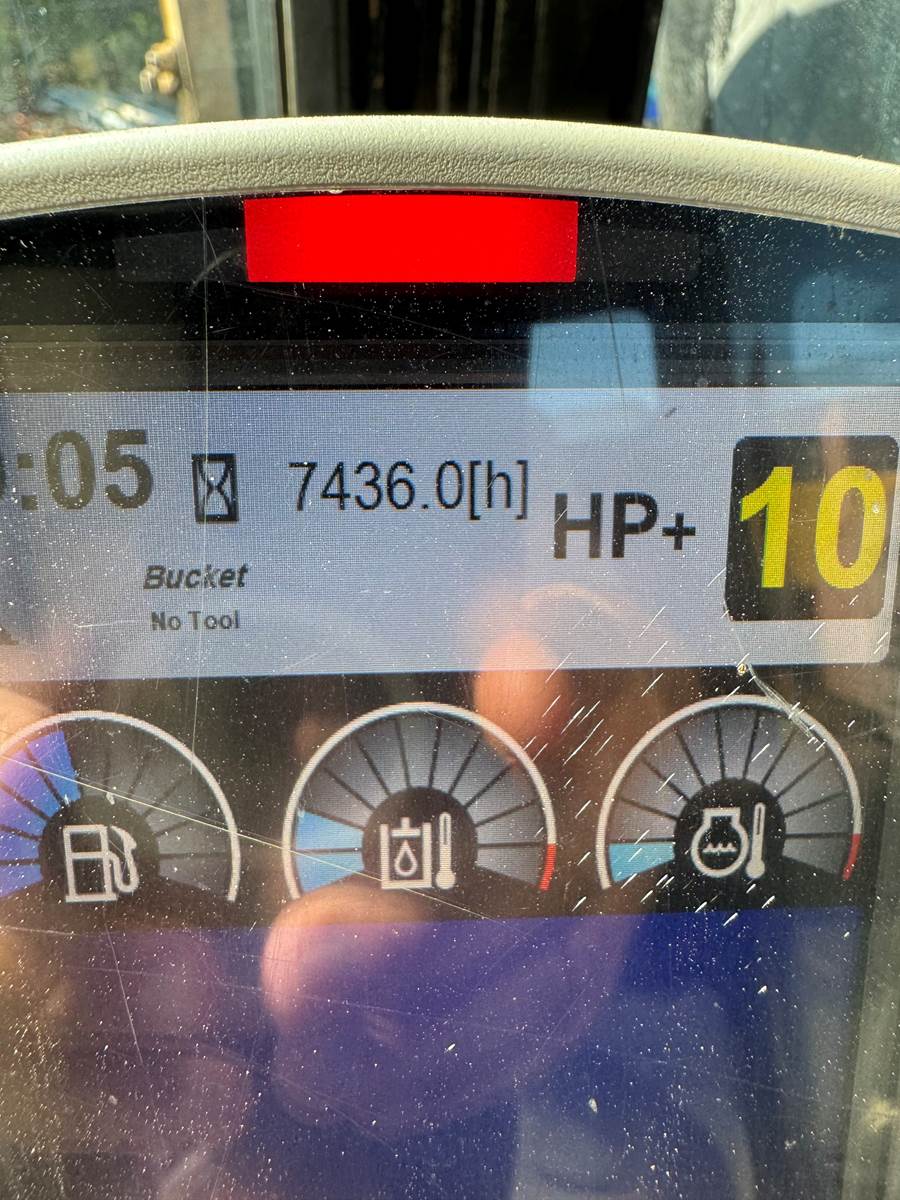 :05
7436.0[h]
HP+
10
Bucket
No Tool